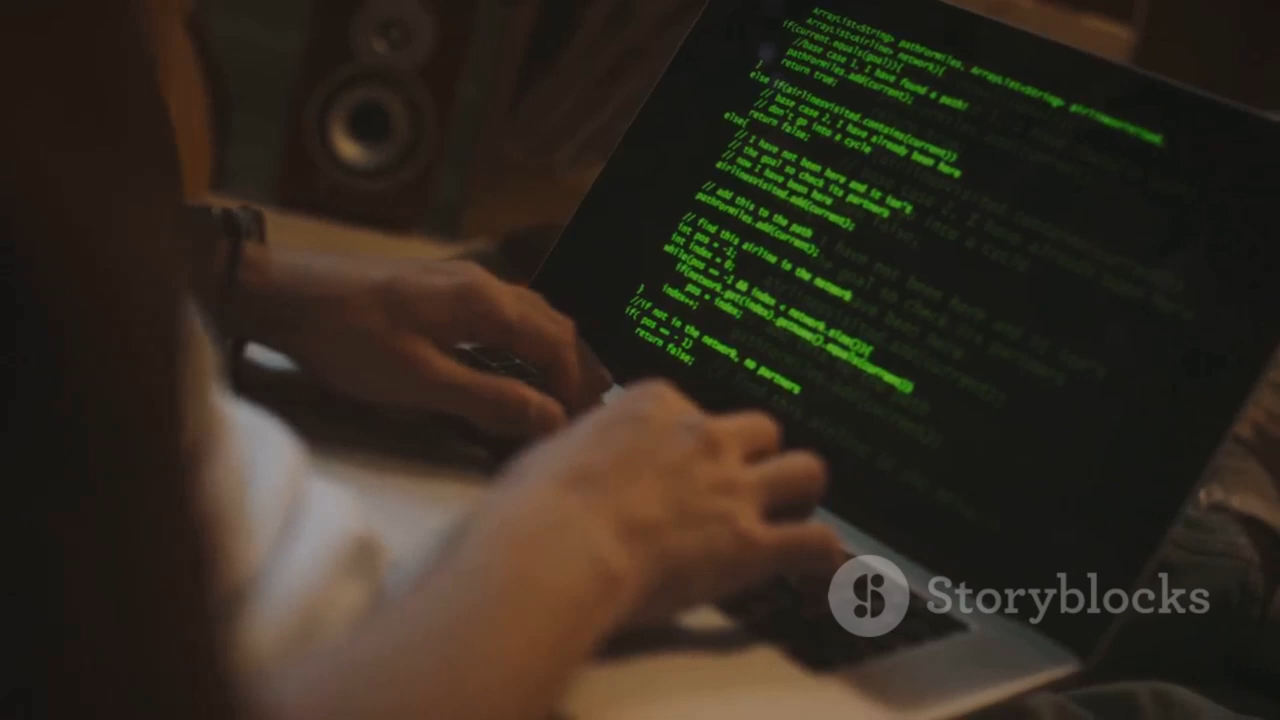 ArrayList<String> pathForMiles, ArrayList<String> airlinesVisited,
ArrayList<Airline> network){
if(current.equals(goal)){
//base case 1, I have found a path!
pathForMiles.add(current);
return true;
}
else if(airlinesVisited.contains(current))
// base case 2, I have already been here
// don't go into a cycle
return false;
else{
// I have not been here and it isn't
// the goal so check its partners
// now I have been here
airlinesVisited.add(current);
// add this to the path
pathForMiles.add(current);
// find this airline in the network
int pos = -1;
int index = 0;
while(pos == -1 && index < network.size()){
if(network.get(index).getName().equals(current))
pos = index;
index++;
}
//if not in the network, no partners
if( pos == - 1)
return false;
Storyblocks